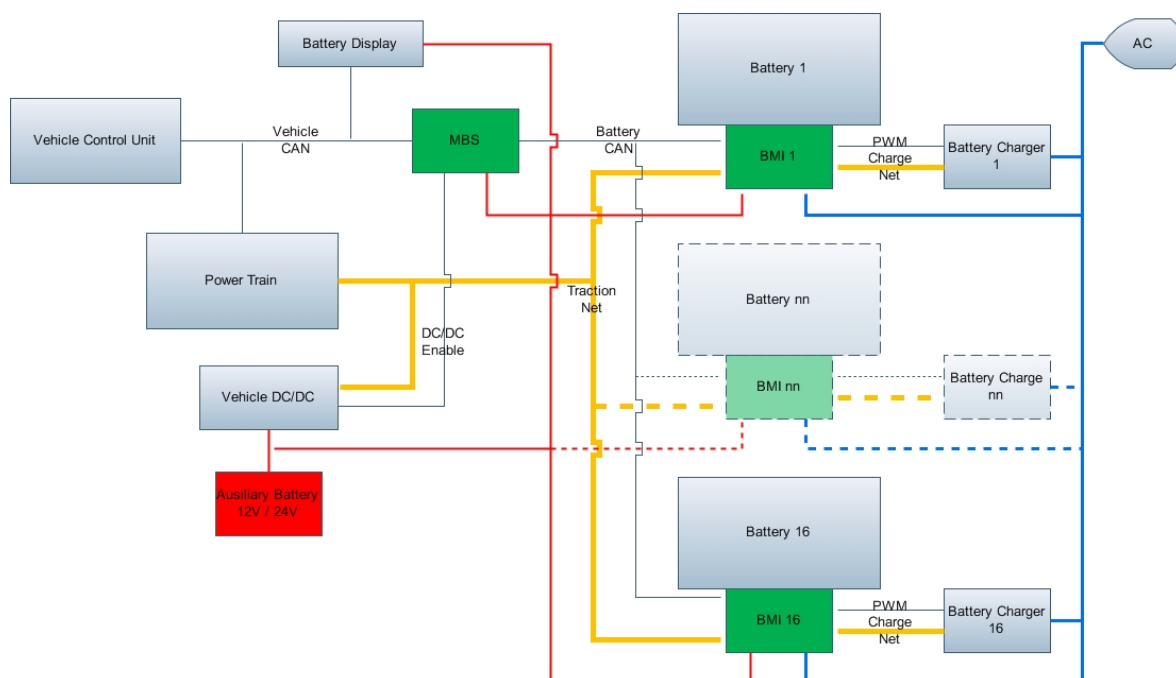 Battery Display
Battery 1
AC
Vehicle Control Unit
Vehicle
CAN
MBS
Battery
CAN
BMI 1
PWM
Charge
Net
Battery Charger
1
Power Train
Traction
Net
Battery nn
DC/DC
Enable
Vehicle DC/DC
BMI nn
Battery Charge
nn
Ausiliary Battery
12V / 24V
Battery 16
BMI 16
PWM
Charge
Net
Battery Charger
16